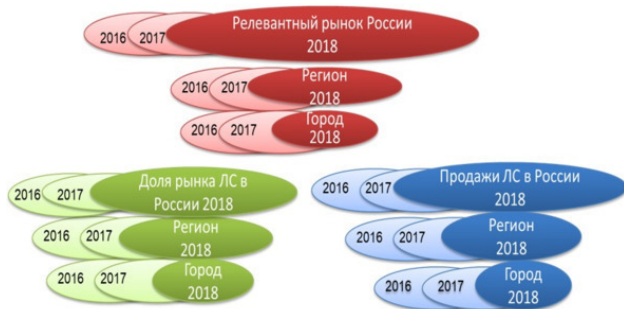 2016 2017 Релевантный рынок России
2018
2016 2017 Регион
2018
2016 2017 Город
2018
2016 2017 Доля рынка ЛС в
России 2018
2016 2017 Регион
2018
2016 2017 Город
2018
2016 2017 Продажи ЛС в России
2018
2016 2017 Регион
2018
2016 2017 Город
2018